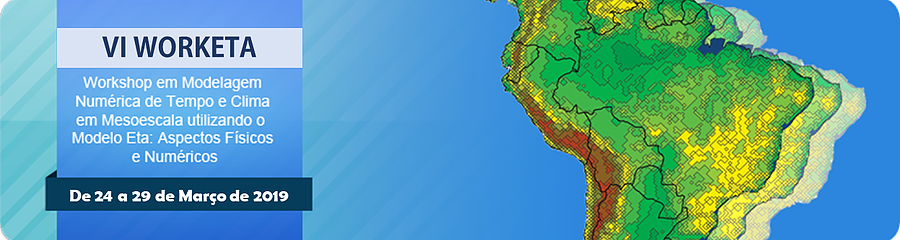 VI WORKETA
Workshop em Modelagem
Numérica de Tempo e Clima
em Mesoescala utilizando o
Modelo Eta: Aspectos Físicos
e Numéricos
De 24 a 29 de Março de 2019